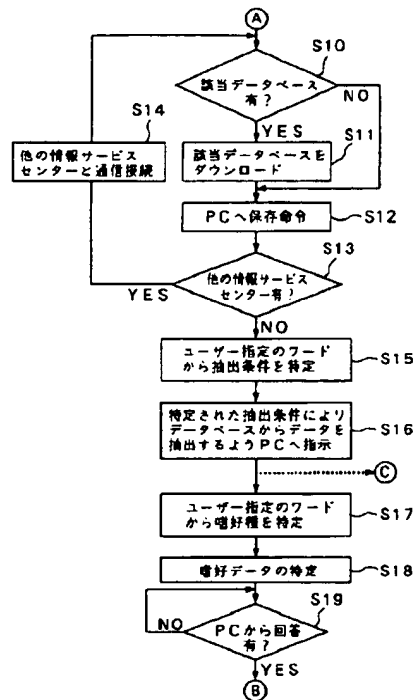 A
S10
該当データベース
有?
NO
S14
YES
S11
他の情報サービス
センターと通信接続
該当データベースを
ダウンロード
PCへ保存命令
S12
S13
他の情報サービス
センター有?
YES
NO
ユーザー指定のワード
から抽出条件を特定
S15
特定された抽出条件により
データベースからデータを
抽出するようPCへ指示
S16
C
ユーザー指定のワード
から嗜好種を特定
S17
嗜好データの特定
S18
S19
NO
PCから回答
有?
YES
B